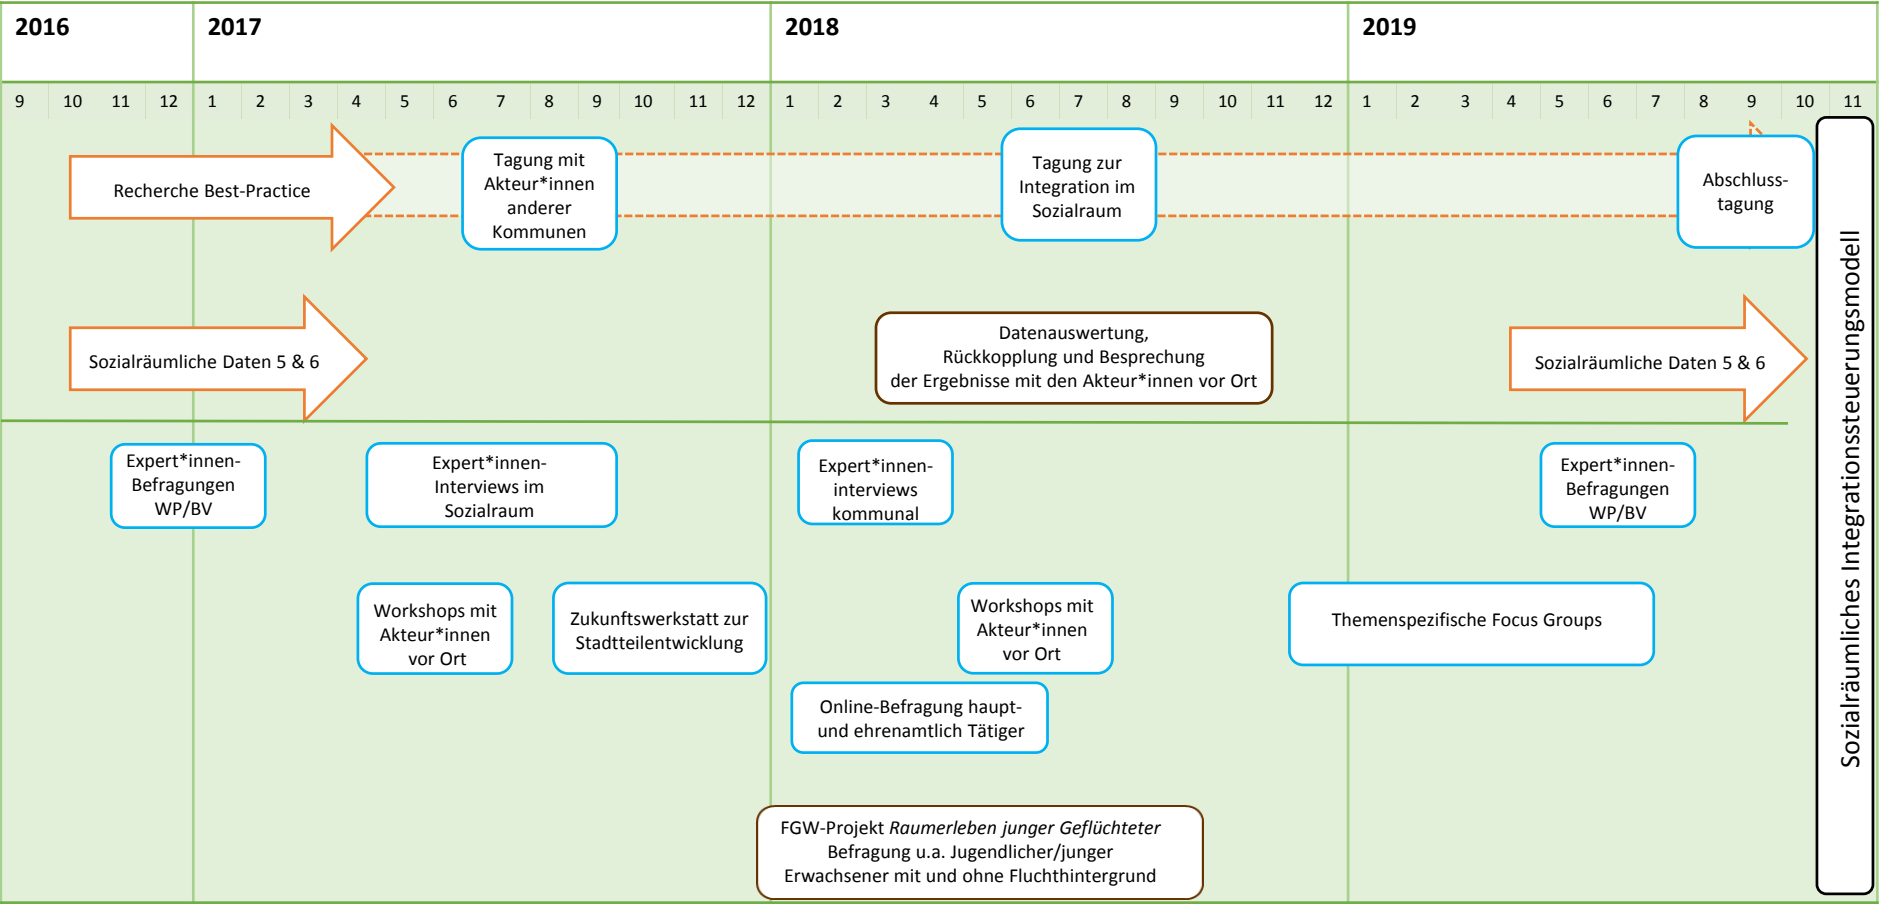 2016 2017 2018 2019
9 10 11 12 1 2 3 4 5 6 7 8 9 10 11 12 1 2 3 4 5 6 7 8 9 10 11 12 1 2 3 4 5 6 7 8 9 10 11
Recherche Best-Practice
Tagung mit
Akteur*innen
anderer
Kommunen
Tagung zur
Integration im
Sozialraum
Abschluss-
tagung
Sozialräumliche Daten 5 & 6
Datenauswertung,
Rückkopplung und Besprechung
der Ergebnisse mit den Akteur*innen vor Ort
Sozialräumliche Daten 5 & 6
Expert*innen-
Befragungen
WP/BV
Expert*innen-
Interviews im
Sozialraum
Expert*innen-
interviews
kommunal
Expert*innen-
Befragungen
WP/BV
Workshops mit
Akteur*innen
vor Ort
Zukunftswerkstatt zur
Stadtteilentwicklung
Workshops mit
Akteur*innen
vor Ort
Themenspezifische Focus Groups
Online-Befragung haupt-
und ehrenamtlich Tätiger
FGW-Projekt Raumerleben junger Geflüchteter
Befragung u.a. Jugendlicher/junger
Erwachsener mit und ohne Fluchthintergrund
Sozialräumliches Integrationssteuerungsmodell